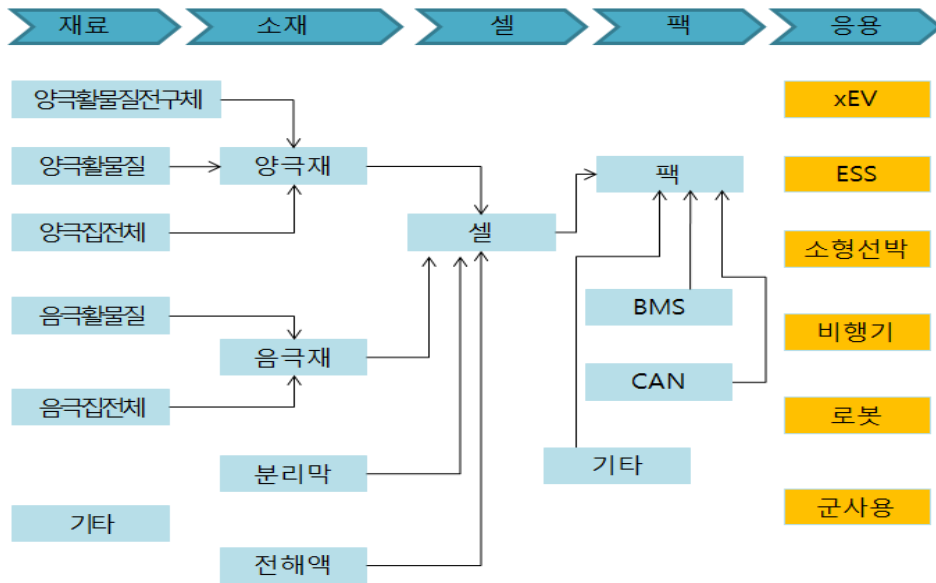 재료
소재
셀
팩
응용
양극활물질전구체
양극활물질
양극집전체
음극활물질
음극집전체
기타
양극재
음극재
분리막
전해액
셀
팩
BMS
CAN
기타
xEV
ESS
소형선박
비행기
로봇
군사용